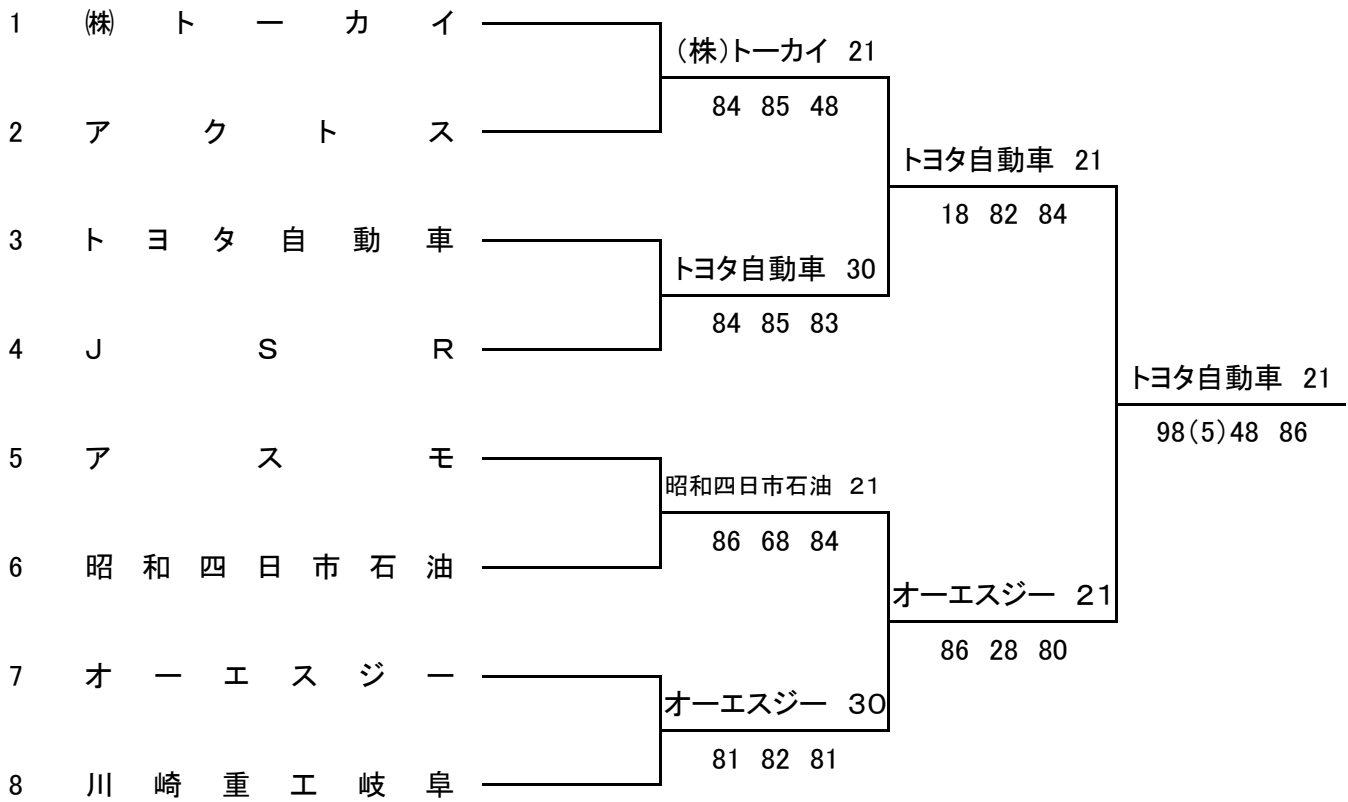 1 ㈱トーカイ
(株)トーカイ 21
84 85 48
2 アクトス
トヨタ自動車 21
18 82 84
3 トヨタ自動車
トヨタ自動車 30
84 85 83
4 JSR
トヨタ自動車 21
98(5)48 86
5 アスモ
昭和四日市石油 21
86 68 84
6 昭和四日市石油
オーエスジー 21
86 28 80
7 オーエスジー
オーエスジー 30
81 82 81
8 川崎重工岐阜